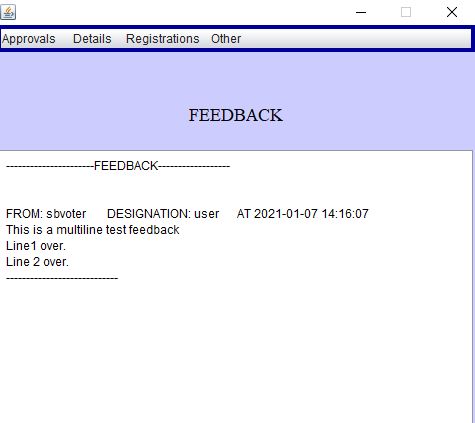 Approvals Details Registrations Other
FEEDBACK
----------------------FEEDBACK------------------
FROM: sbvoter DESIGNATION: user AT 2021-01-07 14:16:07
This is a multiline test feedback
Line1 over.
Line 2 over.
----------------------------